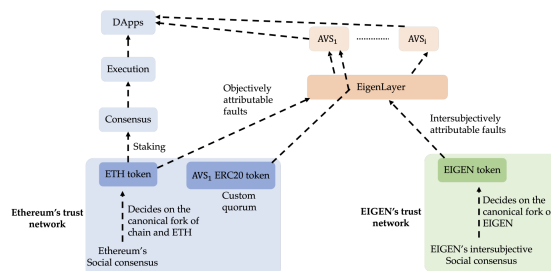 DApps
AVS₁
AVSᵢ
Execution
Objectively
attributable
faults
EigenLayer
Consensus
Intersubjectively
attributable faults
Staking
ETH token
AVS₁ ERC20 token
EIGEN token
Custom
quorum
Ethereum's trust
network
Decides on the
canonical fork of
chain and ETH
EIGEN's trust
network
Decides on the
canonical fork of
EIGEN
Ethereum's
Social consensus
EIGEN's intersubjective
Social consensus